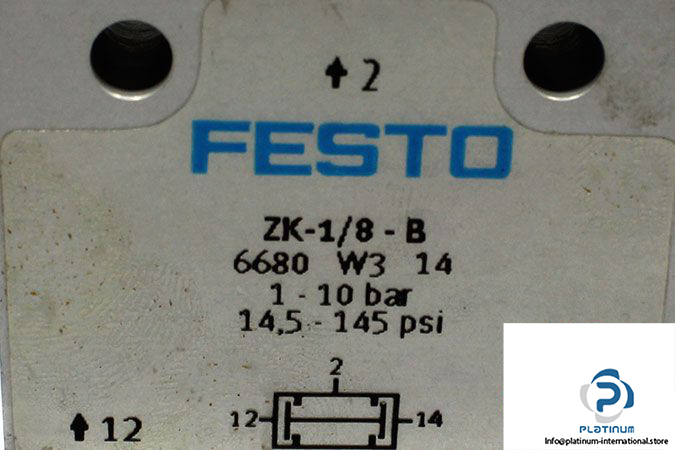 2
FESTO
ZK-1/8 - B
6680 W3 14
1 - 10 bar
14,5 - 145 psi
2
12 14
12
PLATINUM
Info@platinum-international.store